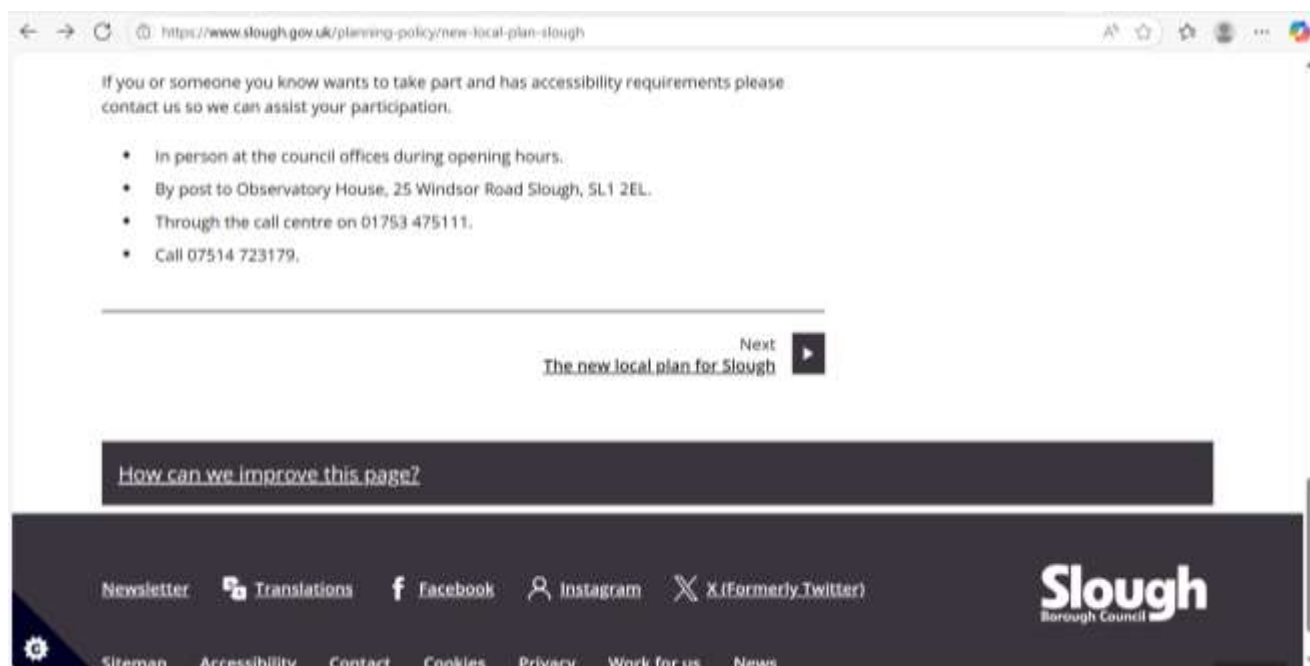 https://www.slough.gov.uk/planning-policy/new-local-plan-slough
If you or someone you know wants to take part and has accessibility requirements please
contact us so we can assist your participation.
• In person at the council offices during opening hours.
• By post to Observatory House, 25 Windsor Road Slough, SL1 2EL.
• Through the call centre on 01753 475111.
• Call 07514 723179.
Next
The new local plan for Slough
How can we improve this page?
Newsletter Translations Facebook Instagram X (Formerly Twitter)
Slough
Borough Council
Sitemap Accessibility Contact Cookies Privacy Work for us News